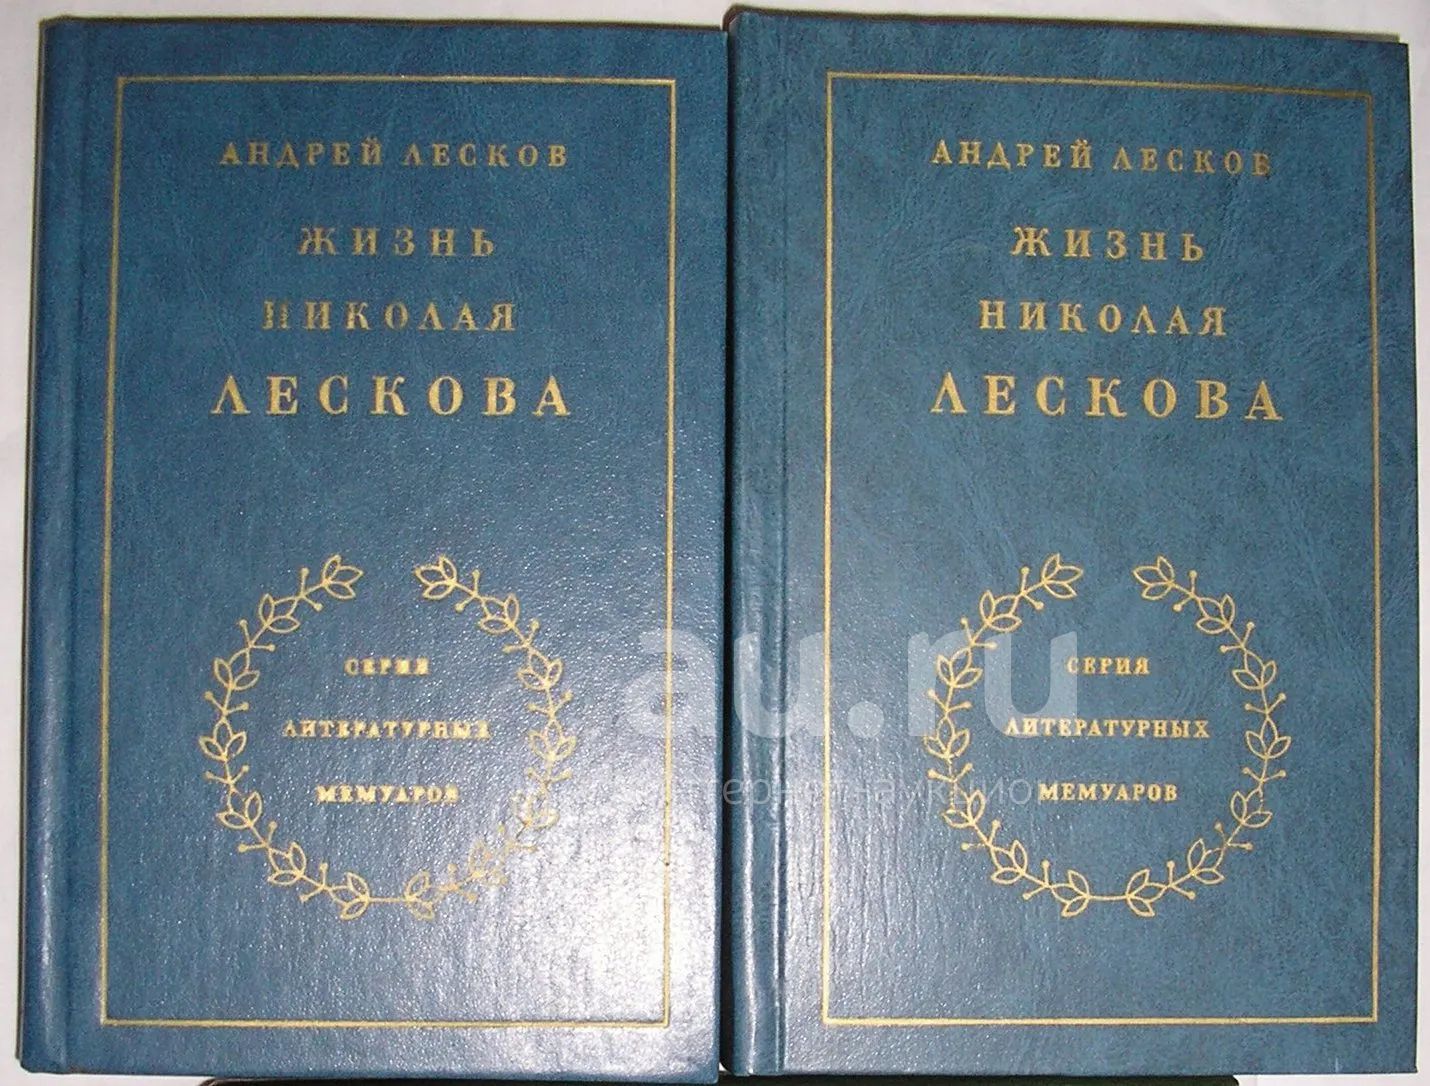 АНДРЕЙ ЛЕСКОВ
ЖИЗНЬ
НИКОЛАЯ
ЛЕСКОВА
СЕРИЯ
ЛИТЕРАТУРНЫХ
МЕМУАРОВ
АНДРЕЙ ЛЕСКОВ
ЖИЗНЬ
НИКОЛАЯ
ЛЕСКОВА
СЕРИЯ
ЛИТЕРАТУРНЫХ
МЕМУАРОВ
au.ru